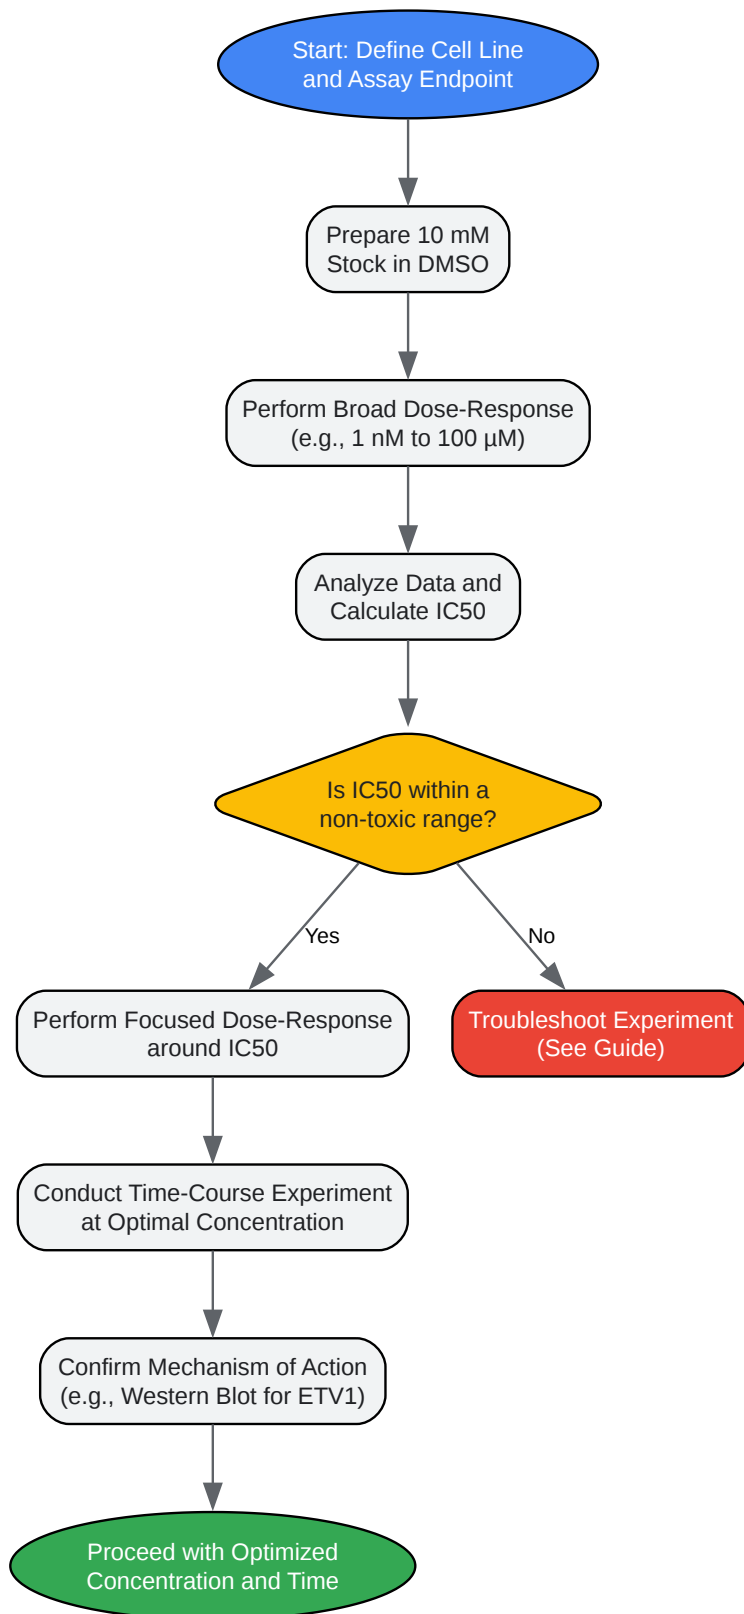 Start: Define Cell Line
and Assay Endpoint
Prepare 10 mM
Stock in DMSO
Perform Broad Dose-Response
(e.g., 1 nM to 100 µM)
Analyze Data and
Calculate IC50
Is IC50 within a
non-toxic range?
Yes
No
Perform Focused Dose-Response
around IC50
Troubleshoot Experiment
(See Guide)
Conduct Time-Course Experiment
at Optimal Concentration
Confirm Mechanism of Action
(e.g., Western Blot for ETV1)
Proceed with Optimized
Concentration and Time